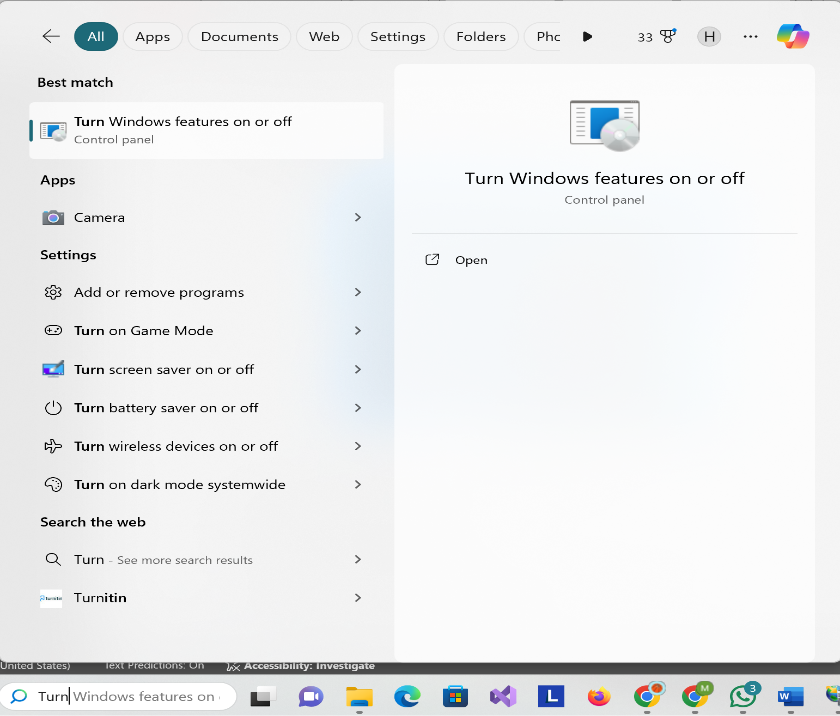 All Apps Documents Web Settings Folders Pho 33 H ...
Best match
Turn Windows features on or off
Control panel
Apps
Camera
Settings
Add or remove programs
Turn on Game Mode
Turn screen saver on or off
Turn battery saver on or off
Turn wireless devices on or off
Turn on dark mode systemwide
Search the web
Turn - See more search results
Turnitin
Turn Windows features on or off
Control panel
Open
United States) Text Predictions: On Accessibility: Investigate
Turn Windows features on
L M 3 W